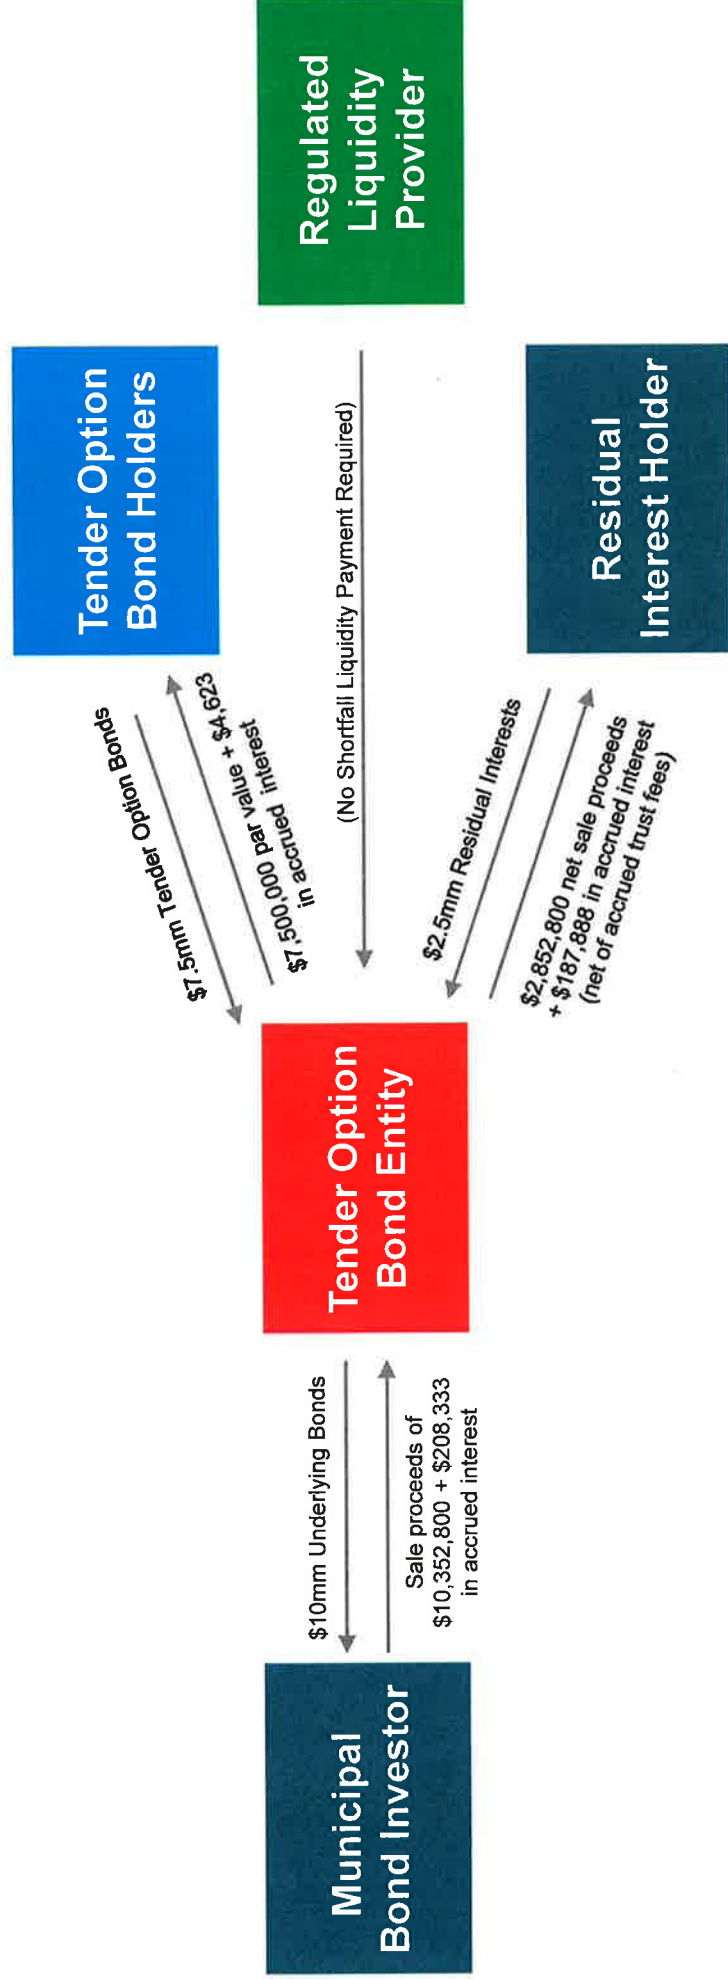 Municipal
Bond Investor
$10mm Underlying Bonds
Sale proceeds of
$10,352,800 + $208,333
in accrued interest
Tender Option
Bond Entity
$7.5mm Tender Option Bonds
$7,500,000 par value + $4,623
in accrued interest
(No Shortfall Liquidity Payment Required)
$2.5mm Residual Interests
$2,852,800 net sale proceeds
+ $187,888 in accrued interest
(net of accrued trust fees)
Tender Option
Bond Holders
Residual
Interest Holder
Regulated
Liquidity
Provider